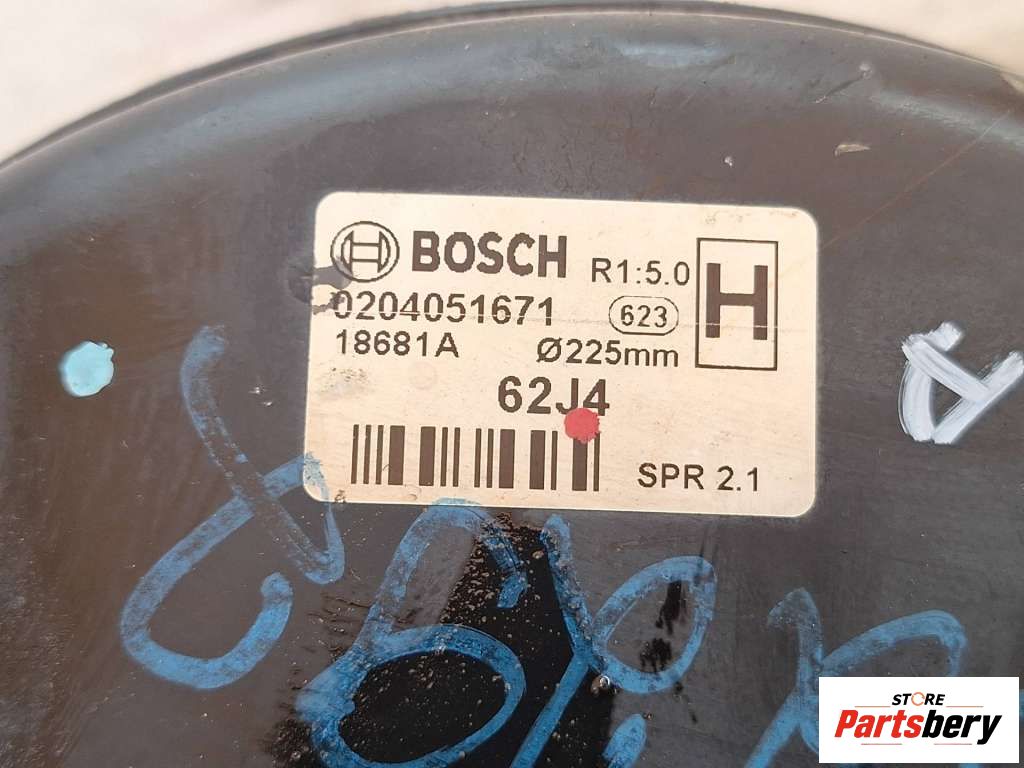 BOSCH R1:5.0 H
0204051671 623
18681A Ø225mm
62J4
SPR 2.1
A
STORE
Partsbery